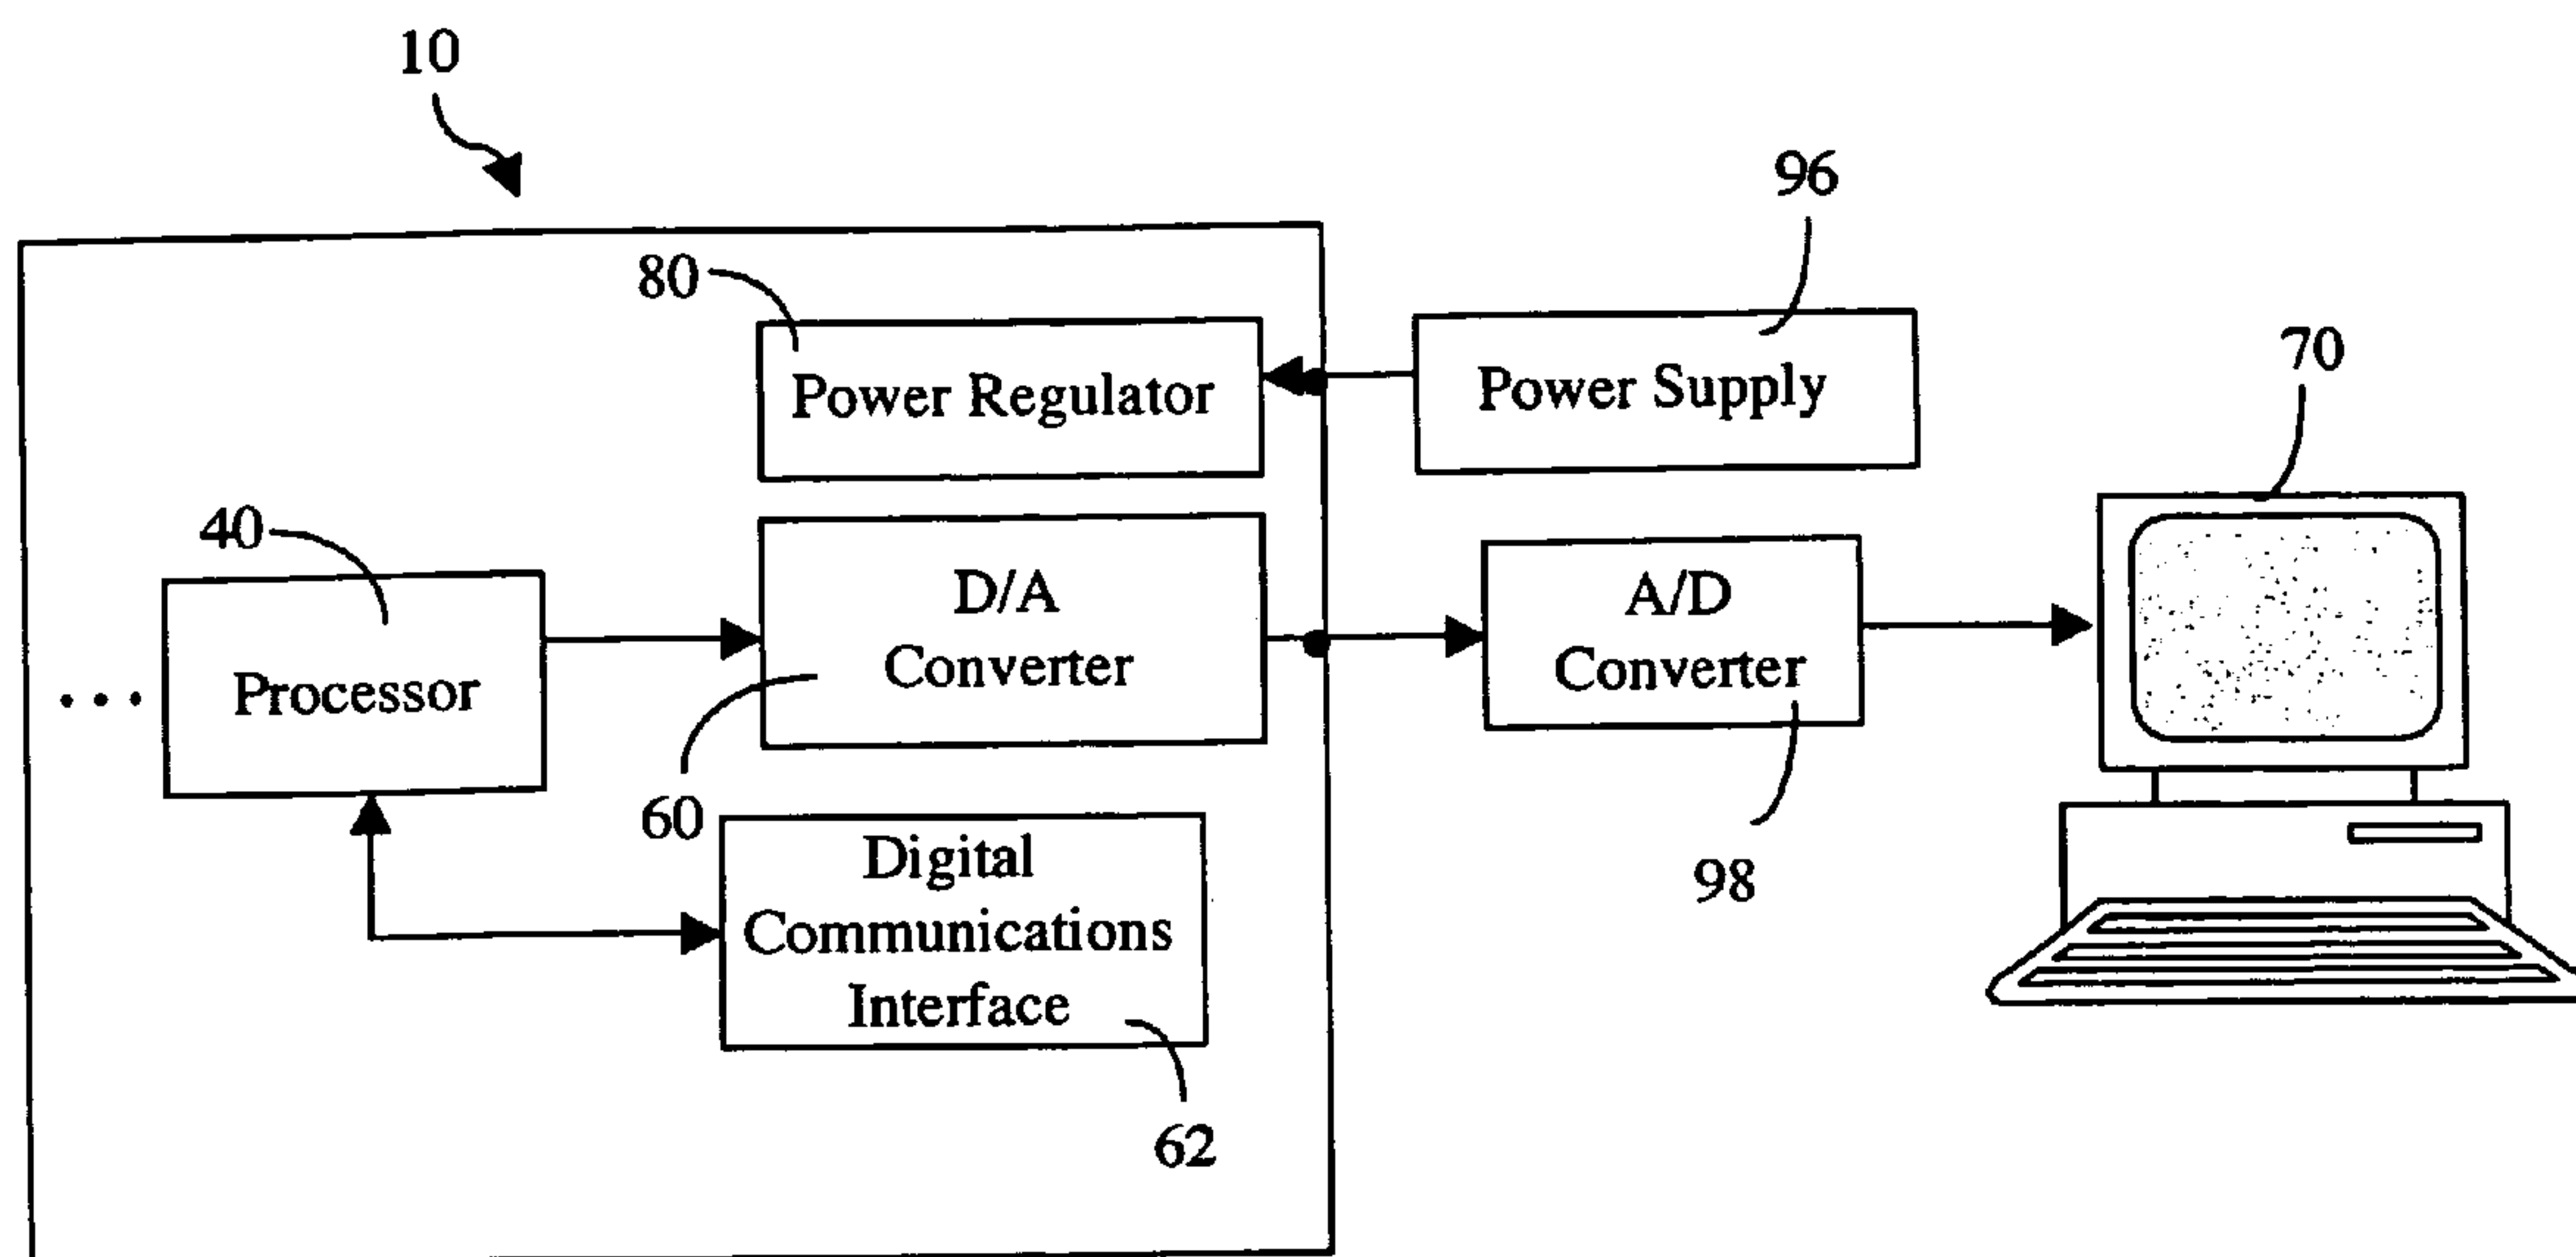 10
96
80
Power Regulator
Power Supply
70
40
D/A
Converter
A/D
Converter
Processor
...
60
Digital
Communications
Interface
98
62